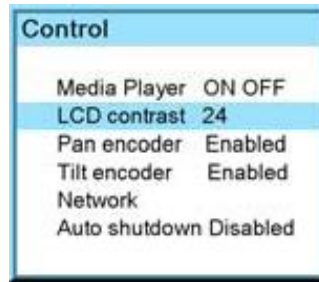 Control
Media Player ON OFF
LCD contrast 24
Pan encoder Enabled
Tilt encoder Enabled
Network
Auto shutdown Disabled